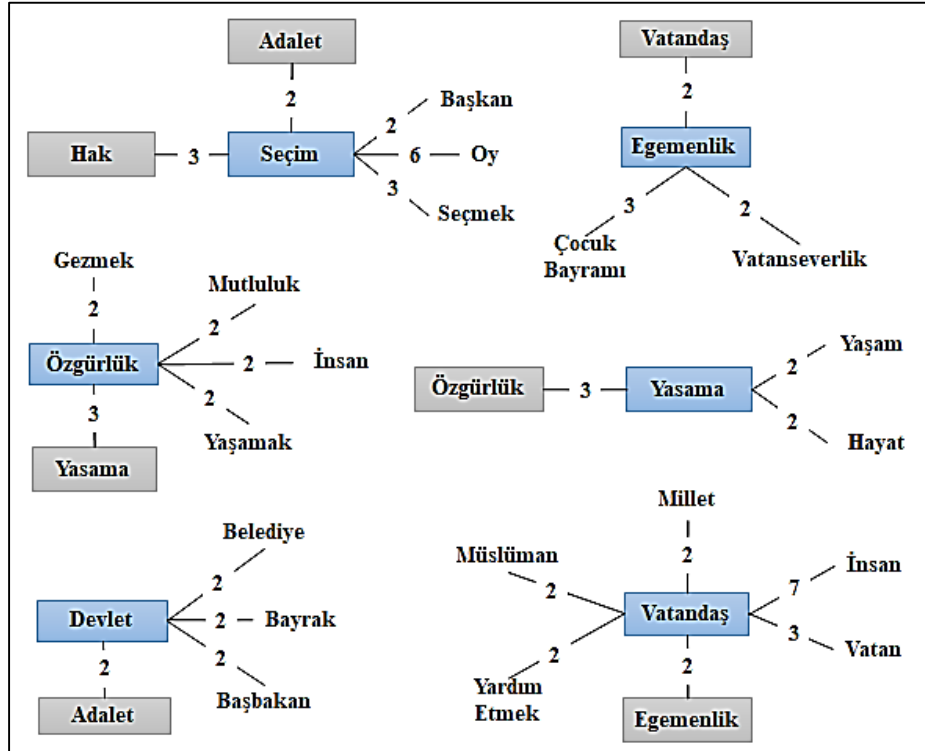 Adalet
2
Hak
3
Seçim
2
Başkan
6
Oy
3
Seçmek
Vatandaş
2
Egemenlik
3
Çocuk
Bayramı
2
Vatanseverlik
Gezmek
2
Özgürlük
2
Mutluluk
2
İnsan
2
Yaşamak
3
Yasama
Özgürlük
3
Yasama
2
Yaşam
2
Hayat
Devlet
2
Belediye
2
Bayrak
2
Başbakan
2
Adalet
Millet
2
Müslüman
2
Vatandaş
7
İnsan
3
Vatan
2
Yardım
Etmek
2
Egemenlik